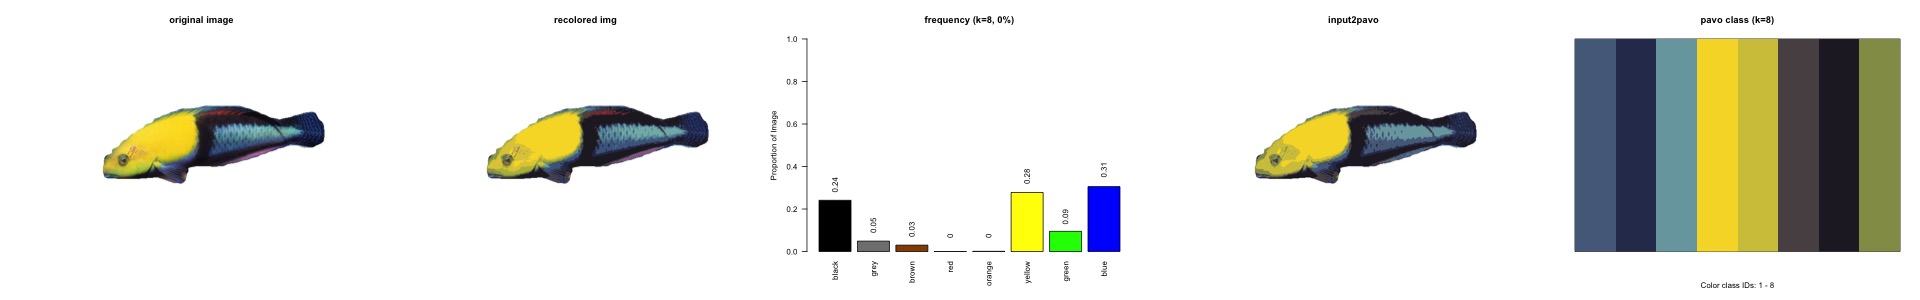 original image
recolored img
frequency (k=8, 0%)
input2pavo
pavo class (k=8)
Proportion of Image
1.0
0.8
0.6
0.4
0.2
0.0
0.24
0.05
0.03
0
0
0.28
0.09
0.31
black
grey
brown
red
orange
yellow
green
blue
Color class IDs: 1 - 8